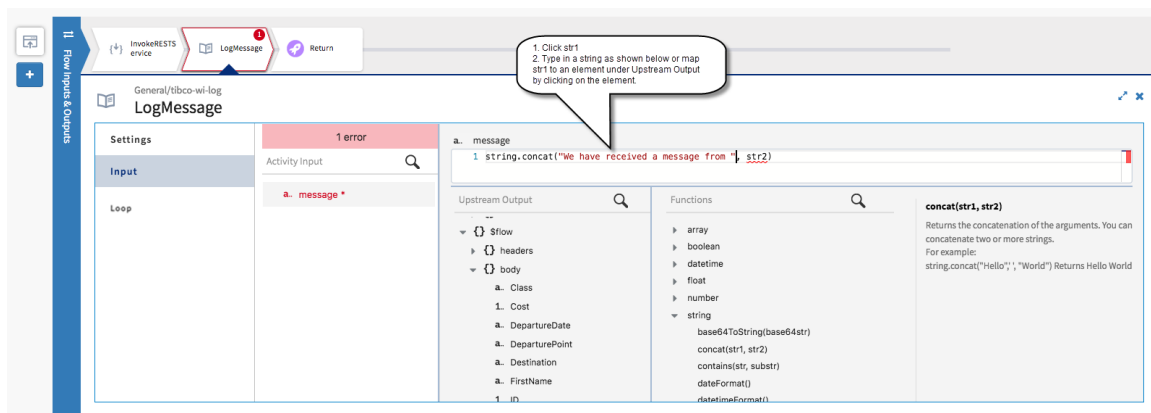 InvokeRESTS
ervice
LogMessage
1
Return
1. Click str1
2. Type in a string as shown below or map
str1 to an element under Upstream Output
by clicking on the element.
Flow Inputs & Outputs
General/tibco-wi-log
LogMessage
Settings
Input
Loop
1 error
Activity Input
a.. message *
a.. message
1 string.concat("We have received a message from ", str2)
Upstream Output
{} $flow
{} headers
{} body
a.. Class
1.. Cost
a.. DepartureDate
a.. DeparturePoint
a.. Destination
a.. FirstName
1 ID
Functions
array
boolean
datetime
float
number
string
base64ToString(base64str)
concat(str1, str2)
contains(str, substr)
dateFormat()
datetimeFormat()
concat(str1, str2)
Returns the concatenation of the arguments. You can
concatenate two or more strings.
For example:
string.concat("Hello",' ', "World") Returns Hello World